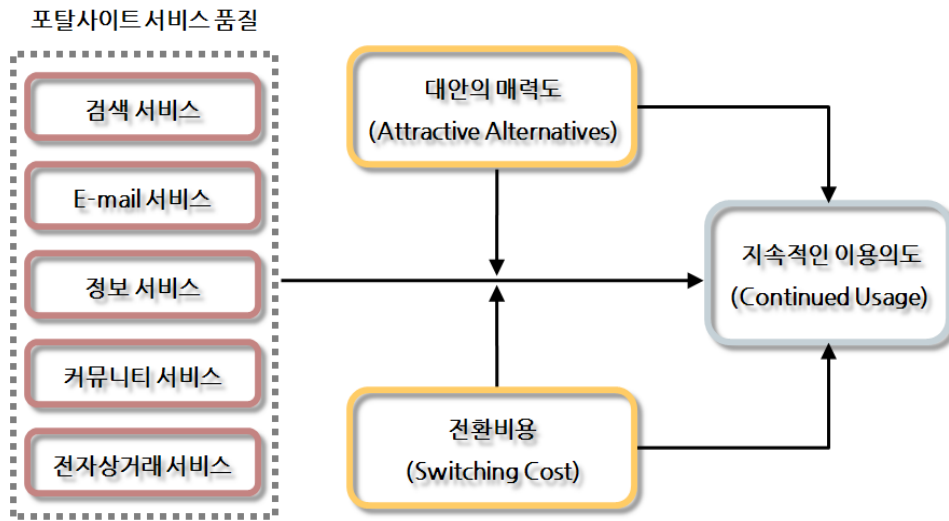 포탈사이트 서비스 품질
검색 서비스
E-mail 서비스
정보 서비스
커뮤니티 서비스
전자상거래 서비스
대안의 매력도
(Attractive Alternatives)
전환비용
(Switching Cost)
지속적인 이용의도
(Continued Usage)